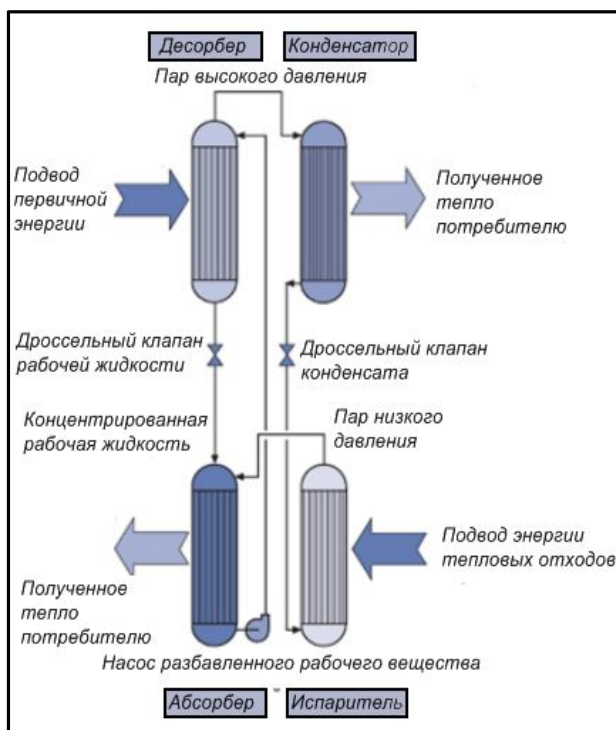 Десорбер
Конденсатор
Пар высокого давления
Подвод
первичной
энергии
Полученное
тепло
потребителю
Дроссельный клапан
рабочей жидкости
Дроссельный клапан
конденсата
Концентрированная
рабочая жидкость
Пар низкого
давления
Подвод энергии
тепловых отходов
Полученное
тепло
потребителю
Насос разбавленного рабочего вещества
Абсорбер
Испаритель